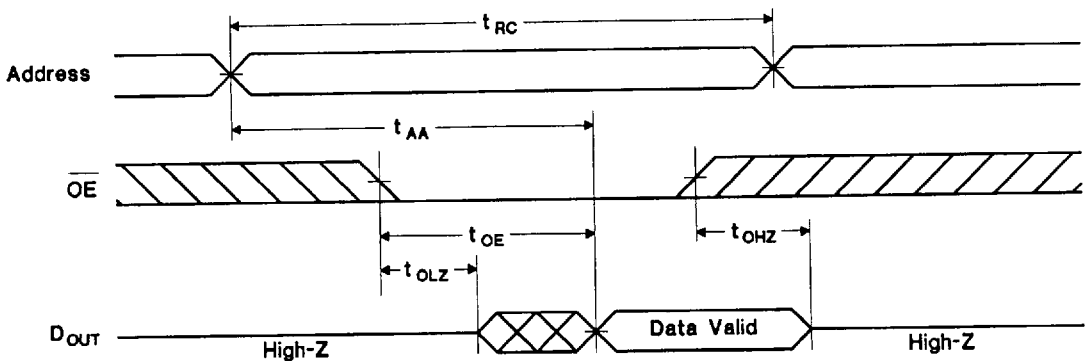 t RC
Address
t AA
OE
t OE
t OHZ
t OLZ
D OUT
High-Z
Data Valid
High-Z